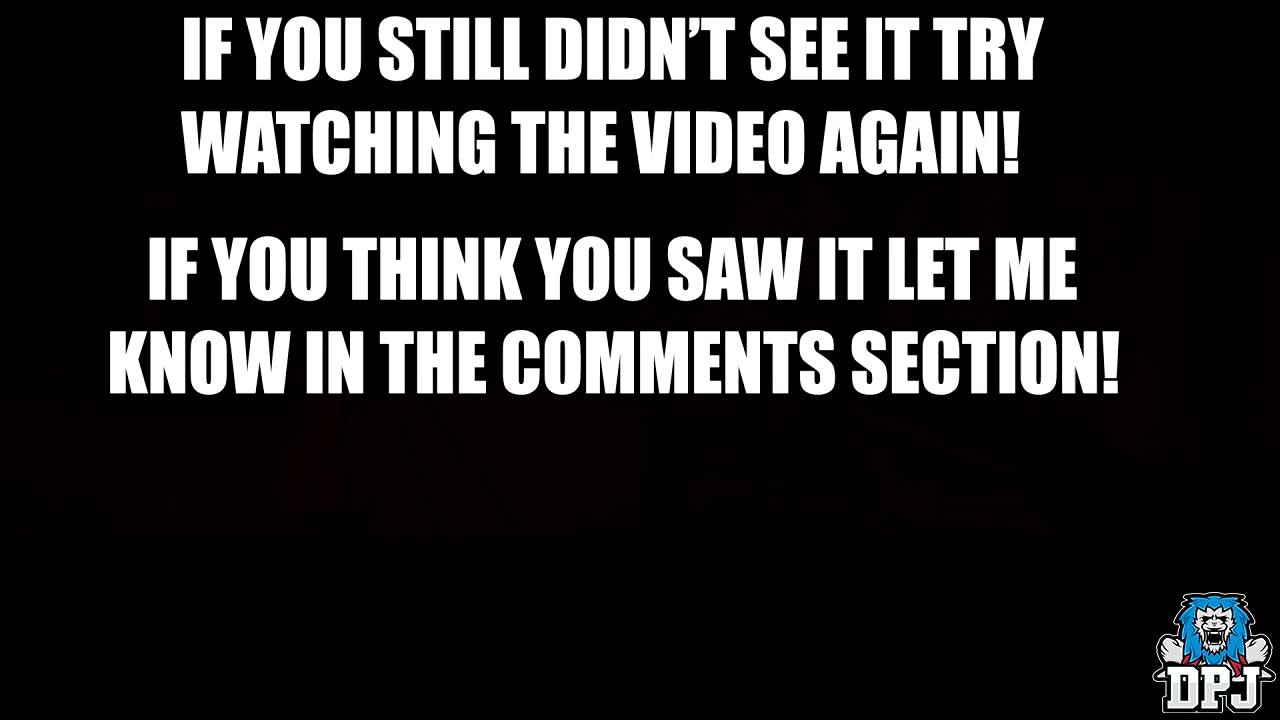 IF YOU STILL DIDN’T SEE IT TRY
WATCHING THE VIDEO AGAIN!
IF YOU THINK YOU SAW IT LET ME
KNOW IN THE COMMENTS SECTION!
DPJ